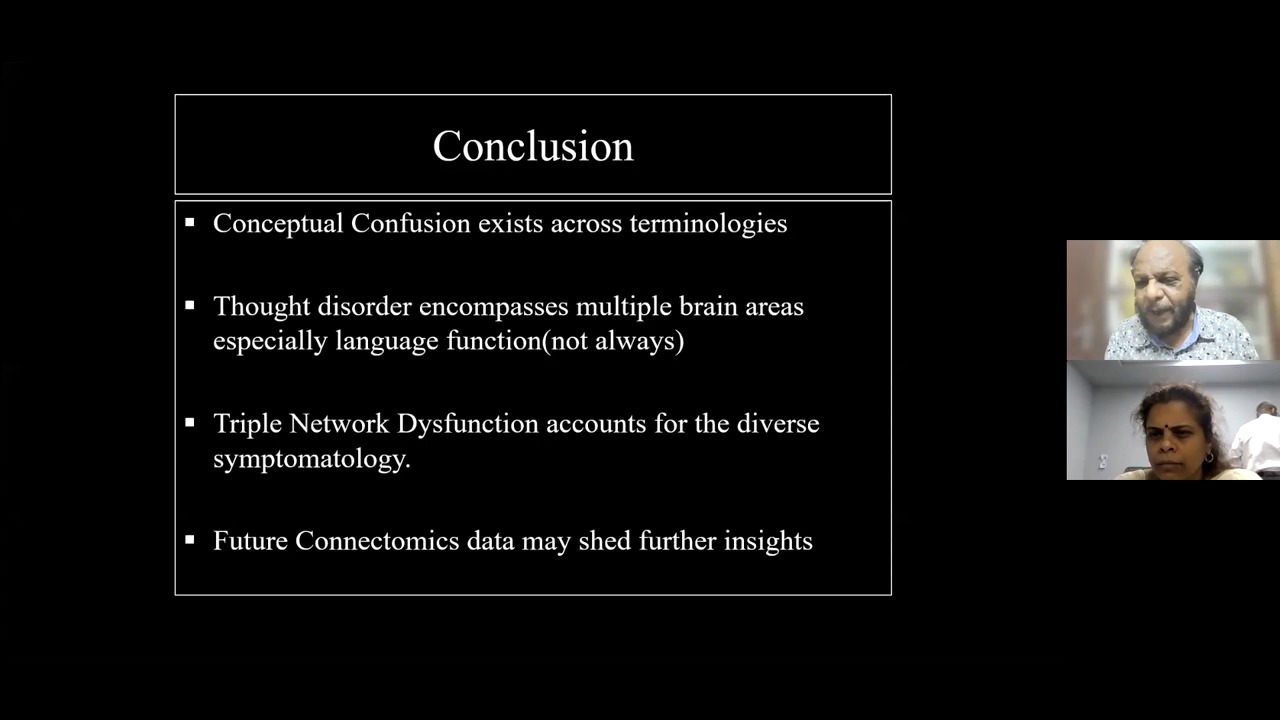 Conclusion
▪ Conceptual Confusion exists across terminologies
▪ Thought disorder encompasses multiple brain areas
especially language function(not always)
▪ Triple Network Dysfunction accounts for the diverse
symptomatology.
▪ Future Connectomics data may shed further insights